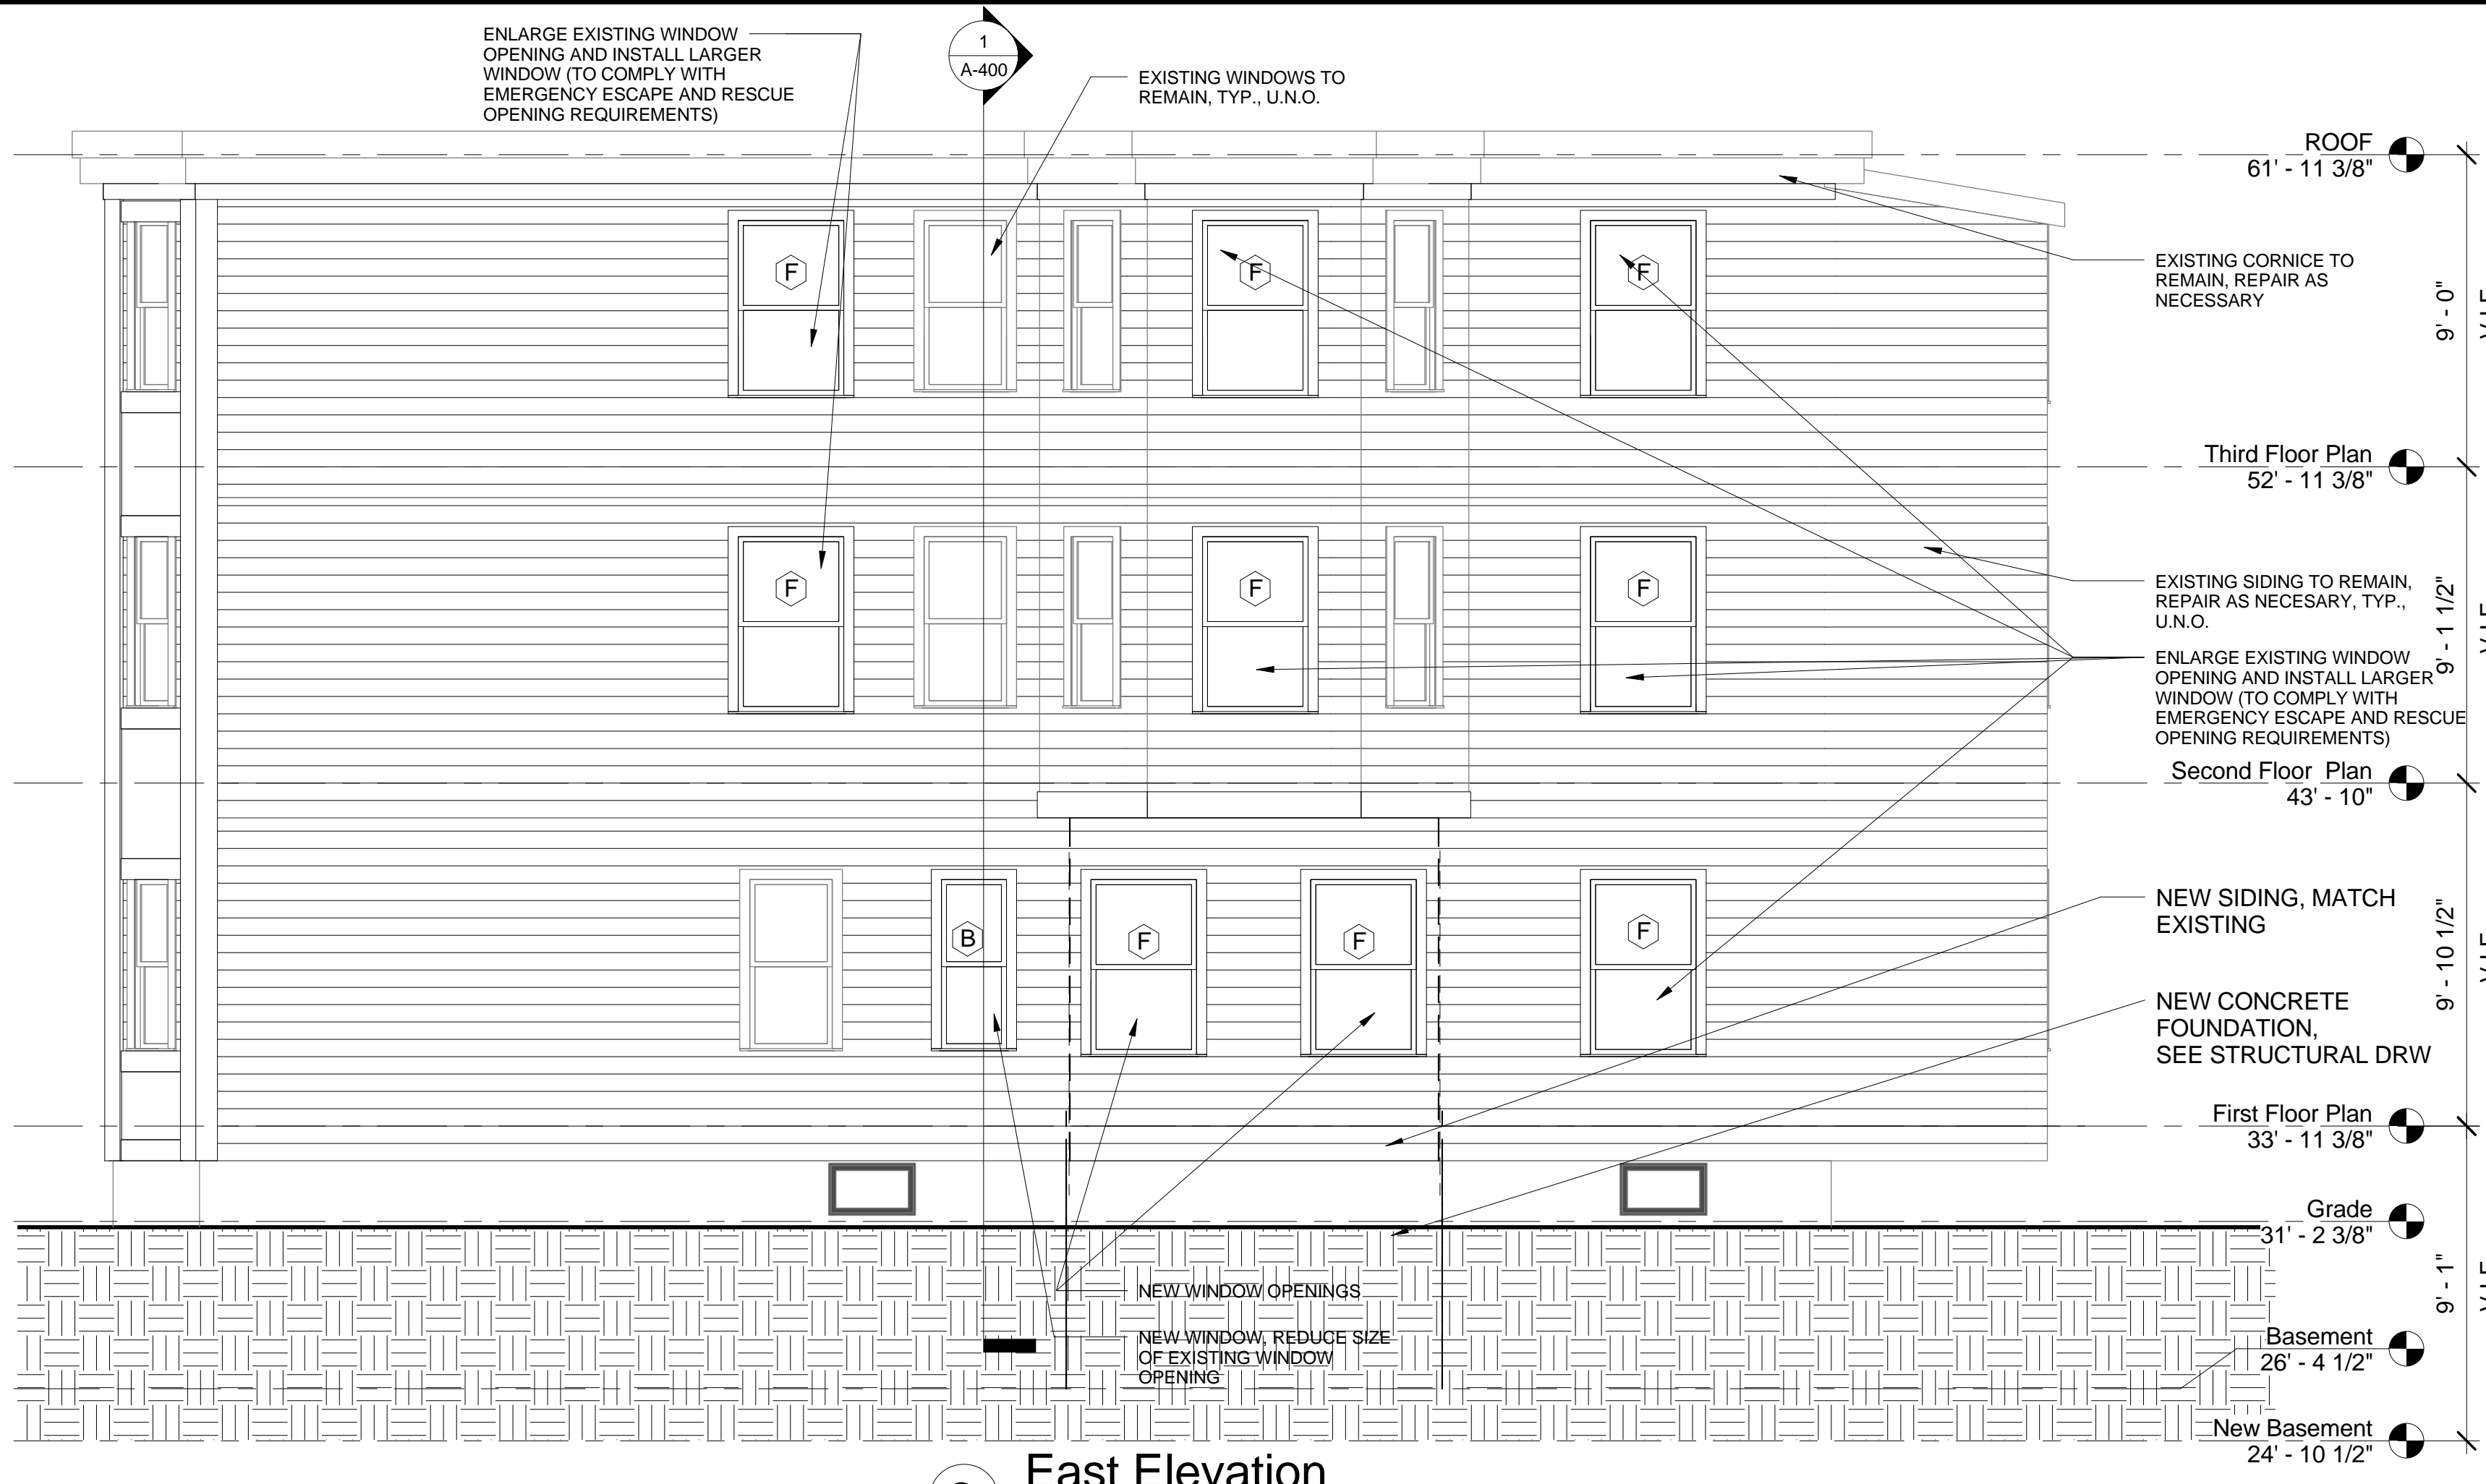 ENLARGE EXISTING WINDOW
OPENING AND INSTALL LARGER
WINDOW (TO COMPLY WITH
EMERGENCY ESCAPE AND RESCUE
OPENING REQUIREMENTS)
1
A-400
EXISTING WINDOWS TO
REMAIN, TYP., U.N.O.
ROOF
61' - 11 3/8"
EXISTING CORNICE TO
REMAIN, REPAIR AS
NECESSARY
9' - 0"
F
F
F
Third Floor Plan
52' - 11 3/8"
EXISTING SIDING TO REMAIN,
REPAIR AS NECESARY, TYP.,
U.N.O.
9' - 1 1/2"
F
F
F
ENLARGE EXISTING WINDOW
OPENING AND INSTALL LARGER
WINDOW (TO COMPLY WITH
EMERGENCY ESCAPE AND RESCUE
OPENING REQUIREMENTS)
Second Floor Plan
43' - 10"
NEW SIDING, MATCH
EXISTING
9' - 10 1/2"
B
F
F
F
NEW CONCRETE
FOUNDATION,
SEE STRUCTURAL DRW
First Floor Plan
33' - 11 3/8"
Grade
31' - 2 3/8"
9' - 1"
NEW WINDOW OPENINGS
NEW WINDOW, REDUCE SIZE
OF EXISTING WINDOW
OPENING
Basement
26' - 4 1/2"
New Basement
24' - 10 1/2"
East Elevation